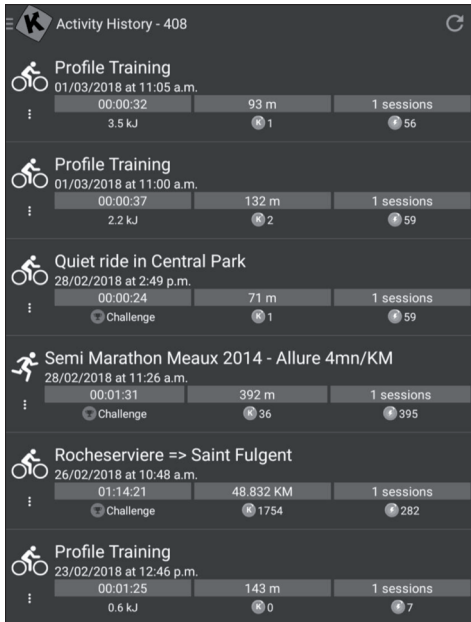 K Activity History - 408
Profile Training
01/03/2018 at 11:05 a.m.
00:00:32 93 m 1 sessions
3.5 kJ K 1 56
Profile Training
01/03/2018 at 11:00 a.m.
00:00:37 132 m 1 sessions
2.2 kJ K 2 59
Quiet ride in Central Park
28/02/2018 at 2:49 p.m.
00:00:24 71 m 1 sessions
Challenge K 1 59
Semi Marathon Meaux 2014 - Allure 4mn/KM
28/02/2018 at 11:26 a.m.
00:01:31 392 m 1 sessions
Challenge K 36 395
Rocheserviere => Saint Fulgent
26/02/2018 at 10:48 a.m.
01:14:21 48.832 KM 1 sessions
Challenge K 1754 282
Profile Training
23/02/2018 at 12:46 p.m.
00:01:25 143 m 1 sessions
0.6 kJ K 0 7